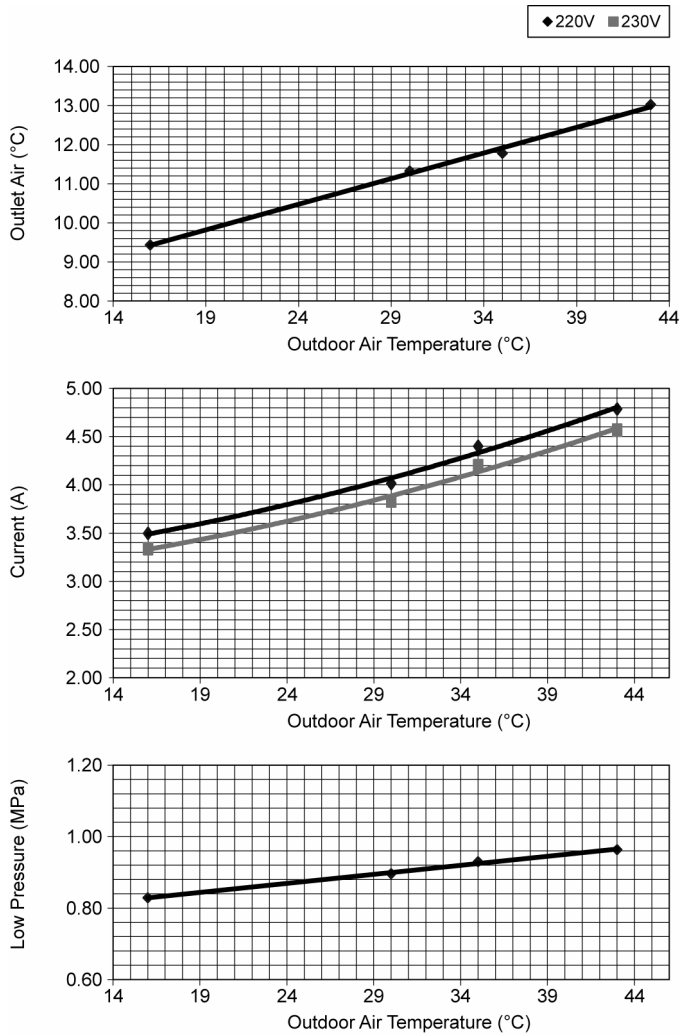 220V 230V
Outlet Air (°C)
14.00
13.00
12.00
11.00
10.00
9.00
8.00
14 19 24 29 34 39 44
Outdoor Air Temperature (°C)
Current (A)
5.00
4.50
4.00
3.50
3.00
2.50
2.00
14 19 24 29 34 39 44
Outdoor Air Temperature (°C)
Low Pressure (MPa)
1.20
1.00
0.80
0.60
14 19 24 29 34 39 44
Outdoor Air Temperature (°C)